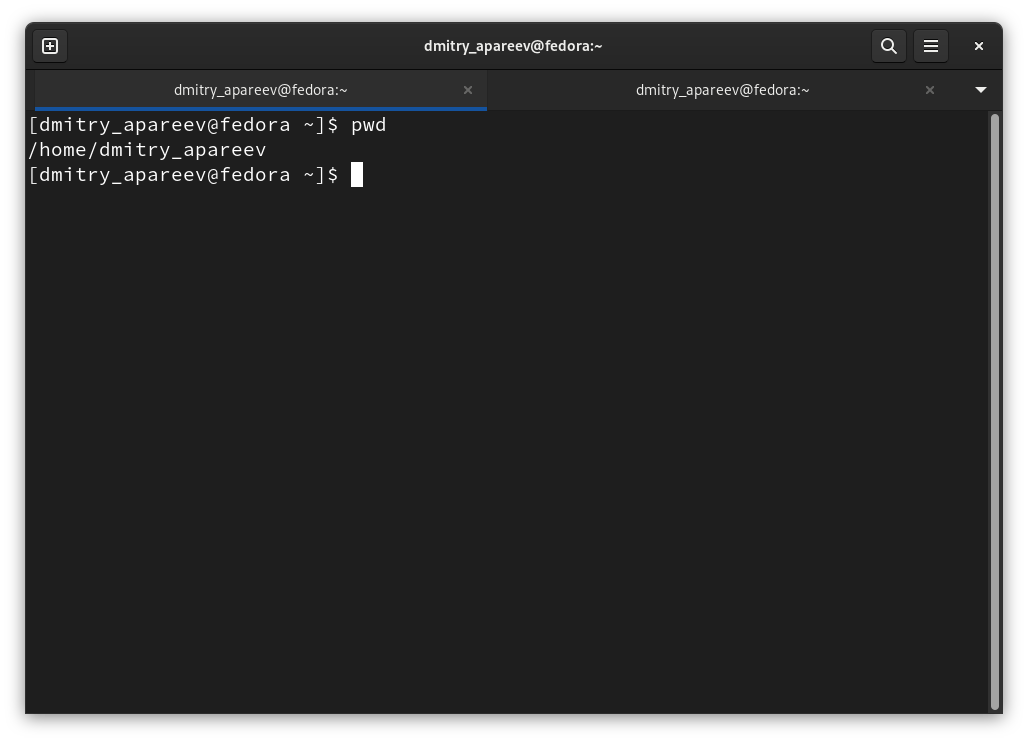 dmitry_apareev@fedora:~
dmitry_apareev@fedora:~
dmitry_apareev@fedora:~
[dmitry_apareev@fedora ~]$ pwd
/home/dmitry_apareev
[dmitry_apareev@fedora ~]$